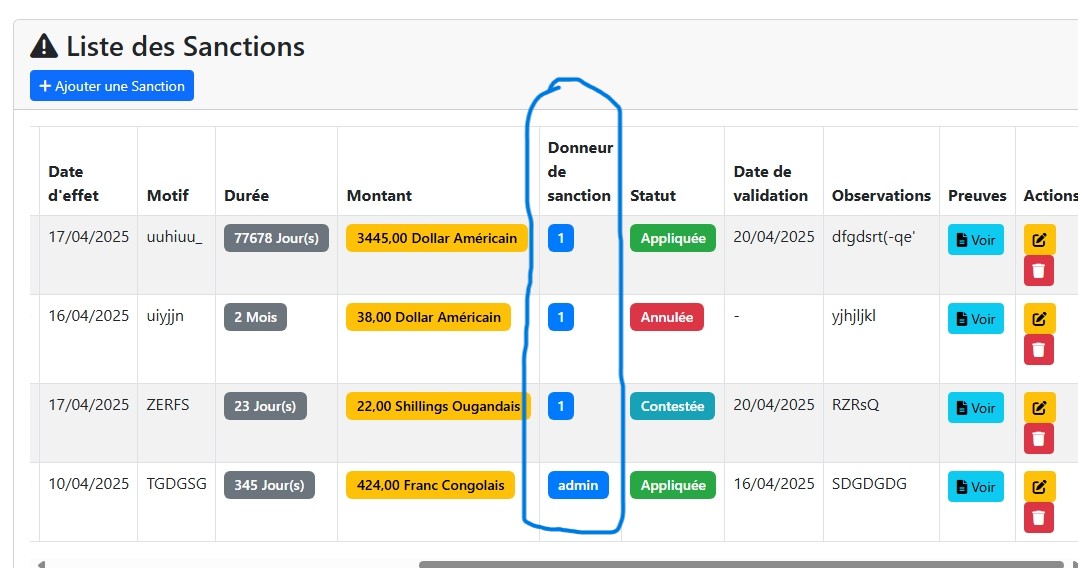 Liste des Sanctions
+ Ajouter une Sanction
Date d'effet Motif Durée Montant Donneur de sanction Statut Date de validation Observations Preuves Actions
17/04/2025 uuhiuu_ 77678 Jour(s) 3445,00 Dollar Américain 1 Appliquée 20/04/2025 dfgdsrt(-qe' Voir
16/04/2025 uiyjjn 2 Mois 38,00 Dollar Américain 1 Annulée - yjhjljkl Voir
17/04/2025 ZERFS 23 Jour(s) 22,00 Shillings Ougandais 1 Contestée 20/04/2025 RZRsQ Voir
10/04/2025 TGDGSG 345 Jour(s) 424,00 Franc Congolais admin Appliquée 16/04/2025 SDGDGDG Voir